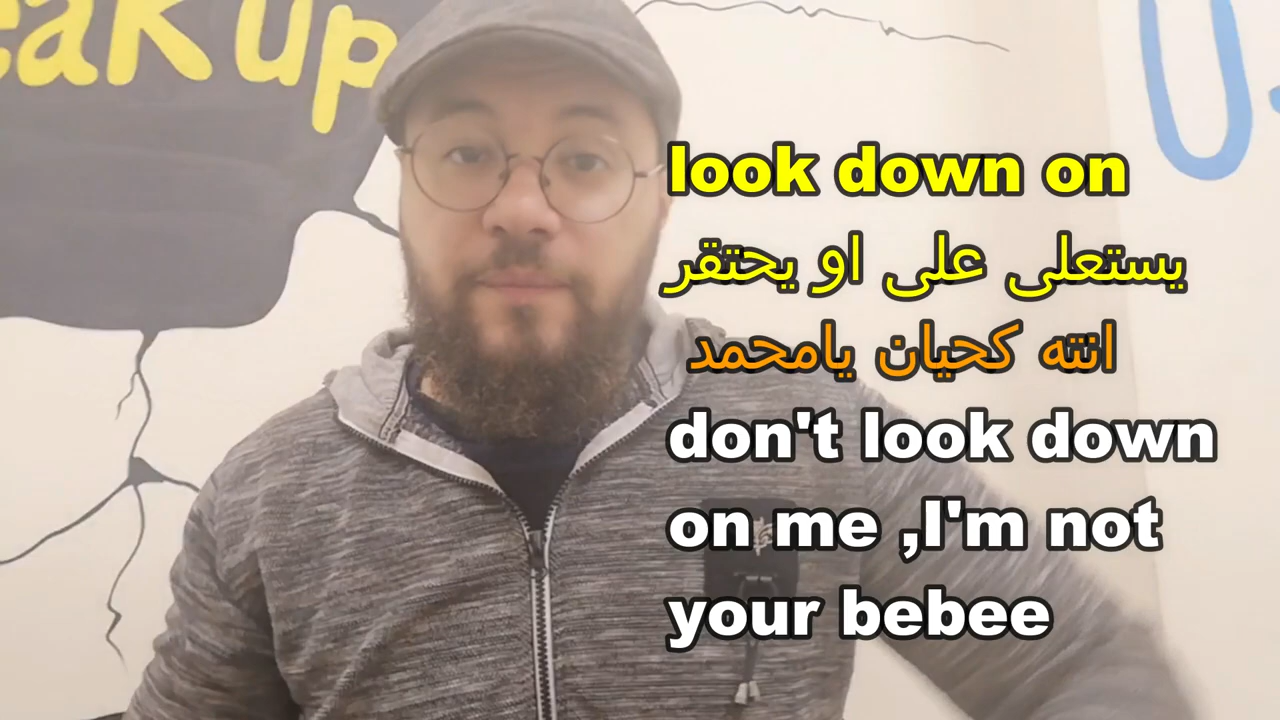 eak up
U.
look down on
يستعلى على او يحتقر
انته كحيان يامحمد
don't look down
on me ,I'm not
your bebee